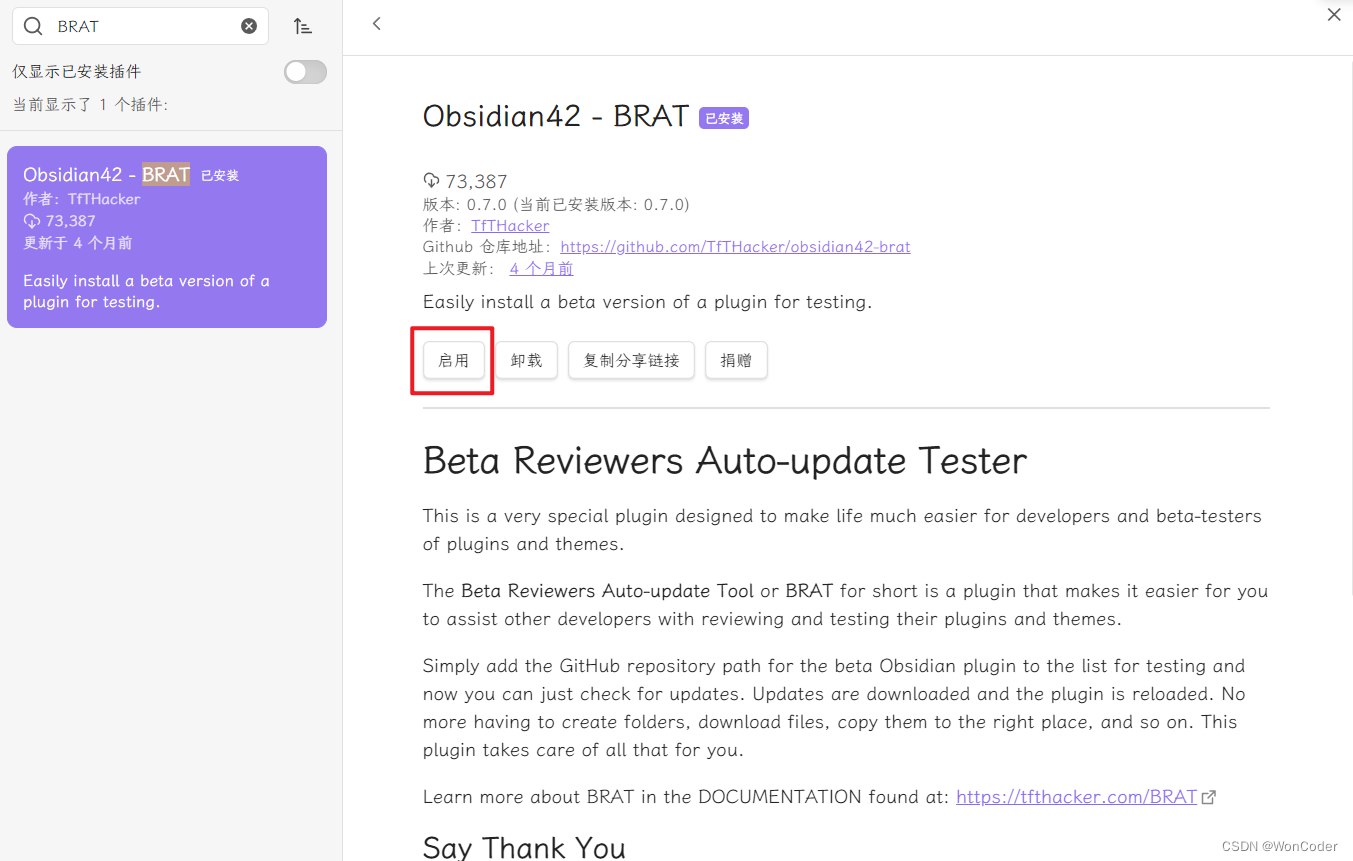 BRAT
仅显示已安装插件
当前显示了 1 个插件:
Obsidian42 - BRAT 已安装
作者：TfTHacker
73,387
更新于 4 个月前
Easily install a beta version of a
plugin for testing.
Obsidian42 - BRAT 已安装
73,387
版本: 0.7.0 (当前已安装版本: 0.7.0)
作者：TfTHacker
Github 仓库地址：https://github.com/TfTHacker/obsidian42-brat
上次更新： 4 个月前
Easily install a beta version of a plugin for testing.
启用 卸载 复制分享链接 捐赠
Beta Reviewers Auto-update Tester
This is a very special plugin designed to make life much easier for developers and beta-testers
of plugins and themes.
The Beta Reviewers Auto-update Tool or BRAT for short is a plugin that makes it easier for you
to assist other developers with reviewing and testing their plugins and themes.
Simply add the GitHub repository path for the beta Obsidian plugin to the list for testing and
now you can just check for updates. Updates are downloaded and the plugin is reloaded. No
more having to create folders, download files, copy them to the right place, and so on. This
plugin takes care of all that for you.
Learn more about BRAT in the DOCUMENTATION found at: https://tfthacker.com/BRAT
Say Thank You
CSDN @WonCoder